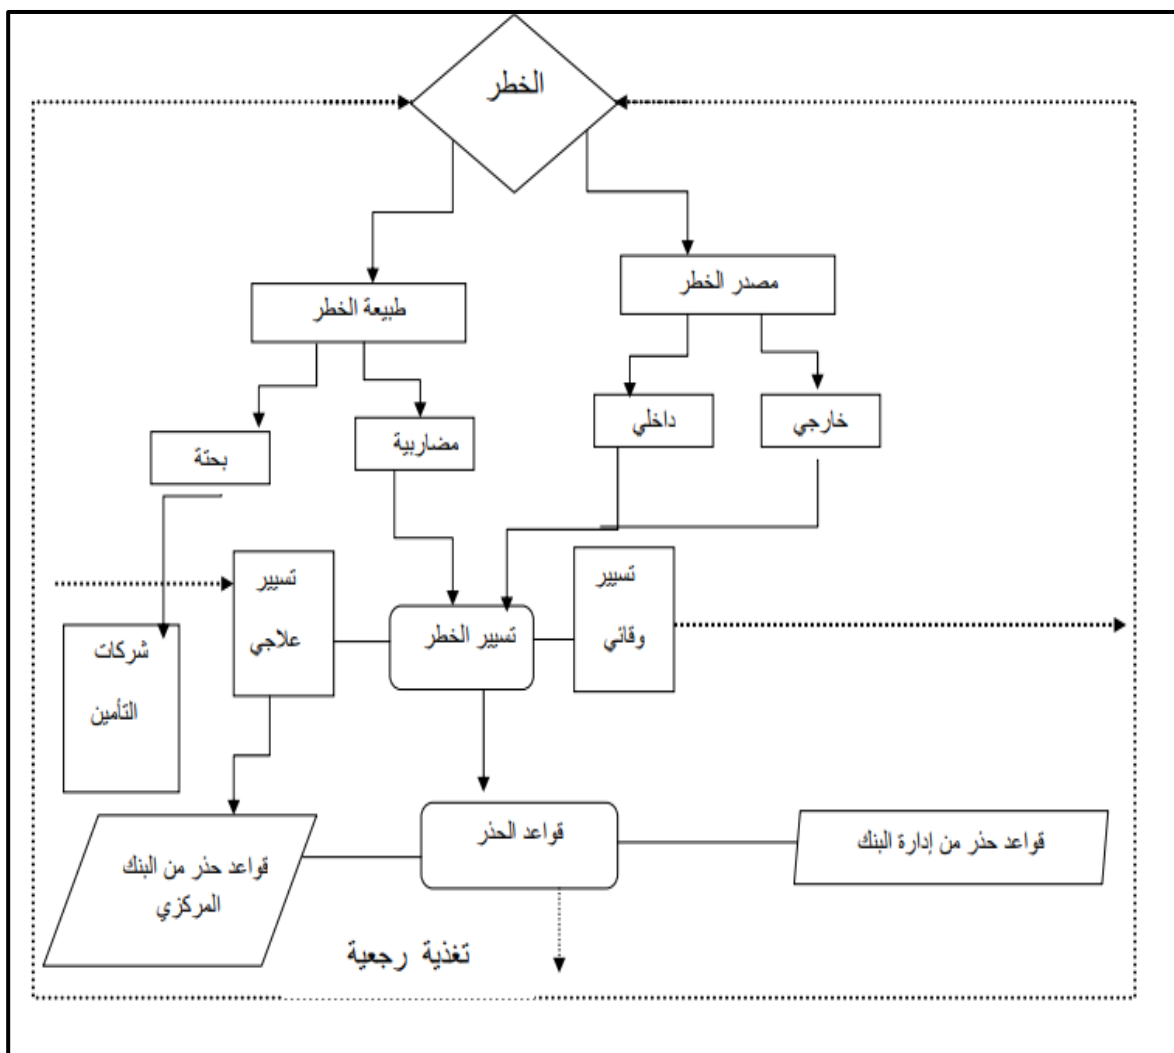 الخطر
مصدر الخطر
طبيعة الخطر
خارجي
داخلي
مضاربية
بحتة
تسيير
وقائي
تسيير الخطر
تسيير
علاجي
شركات
التأمين
قواعد حذر من إدارة البنك
قواعد الحذر
قواعد حذر من البنك
المركزي
تغذية رجعية